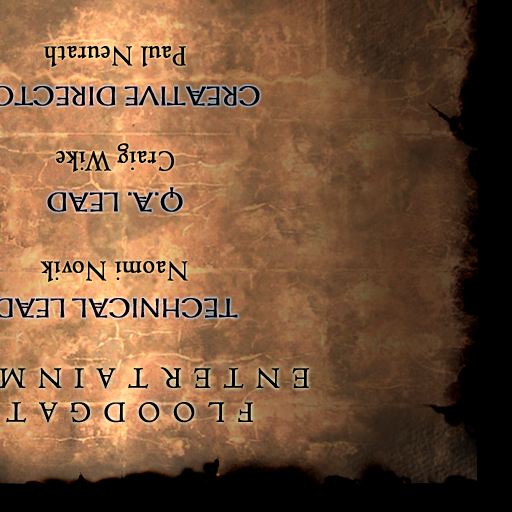 FLOODGAT
ENTERTAINM
TECHNICAL LEAD
Naomi Novik
Q.A. LEAD
Craig Wike
CREATIVE DIRECTO
Paul Neurath